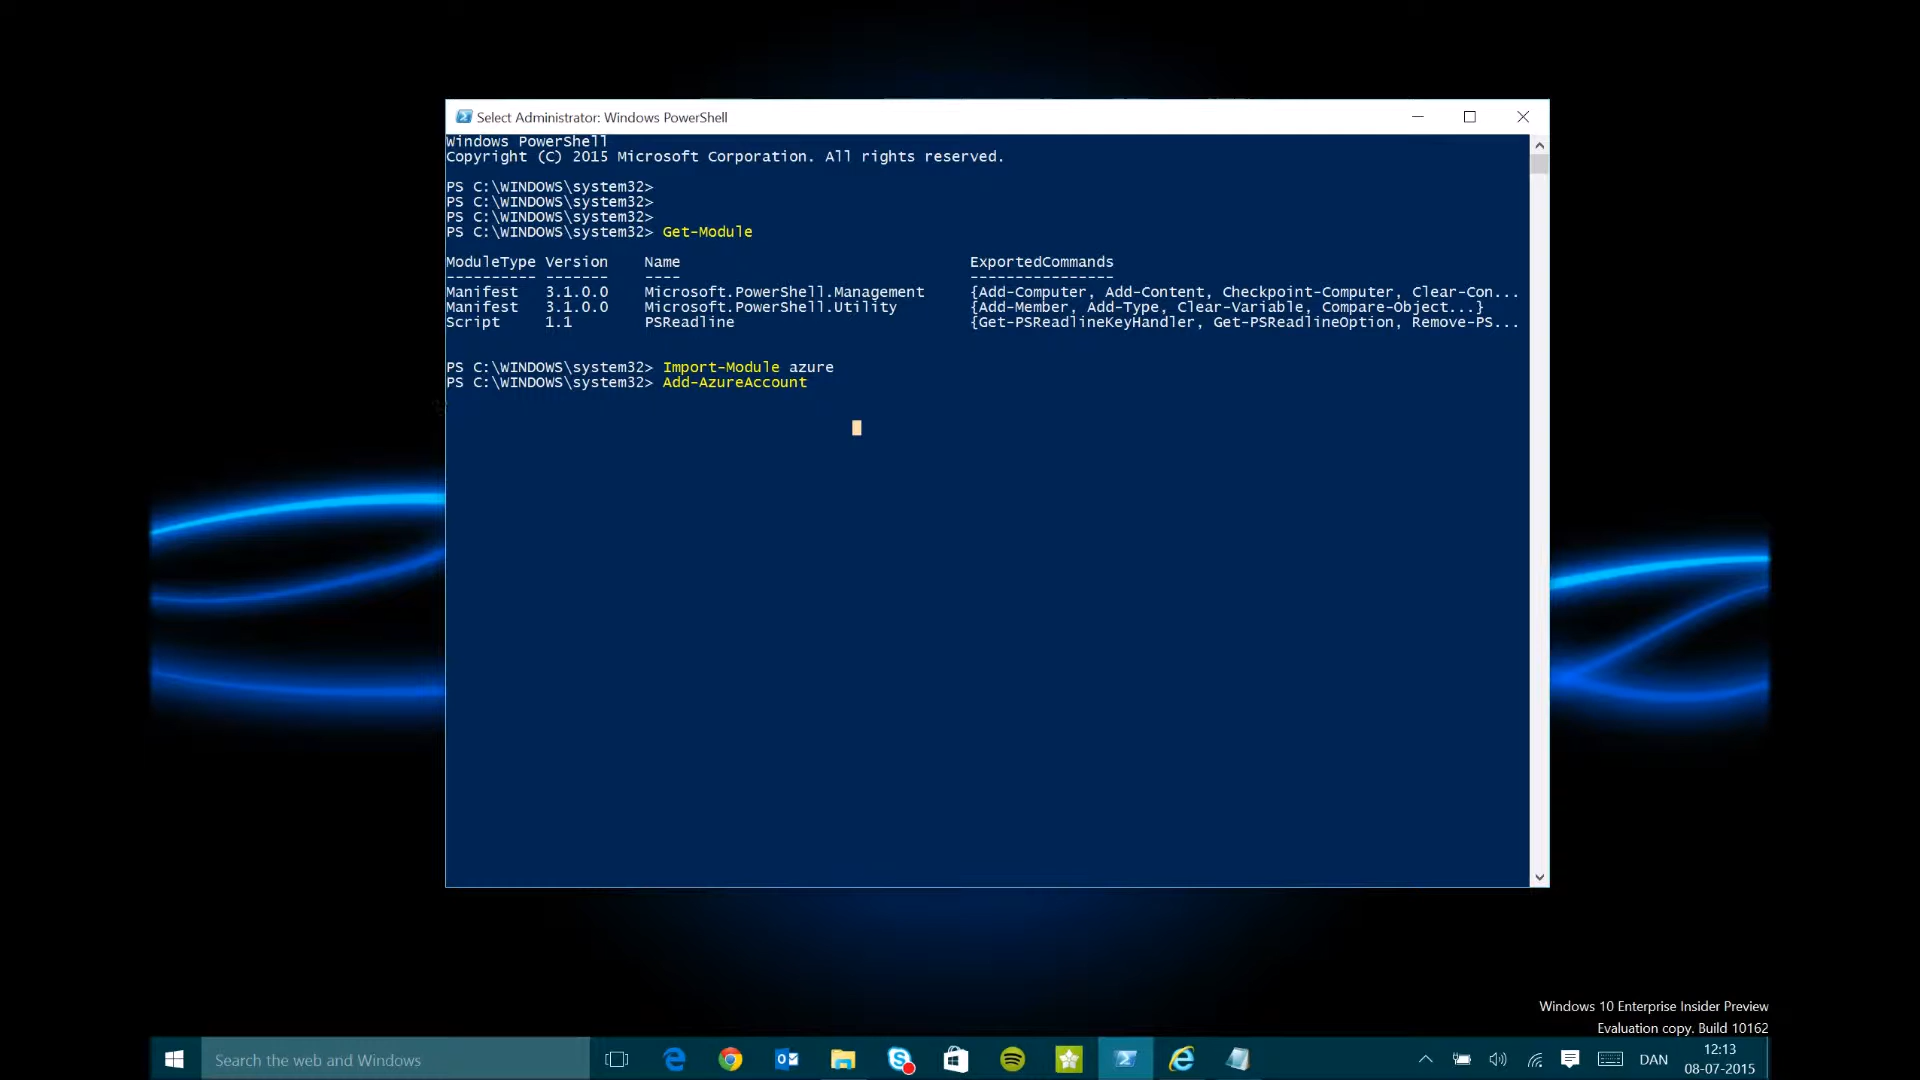 Select Administrator: Windows PowerShell
Windows PowerShell
Copyright (C) 2015 Microsoft Corporation. All rights reserved.
PS C:\WINDOWS\system32>
PS C:\WINDOWS\system32>
PS C:\WINDOWS\system32>
PS C:\WINDOWS\system32> Get-Module
ModuleType Version    Name                                ExportedCommands
---------- -------    ----                                ----------------
Manifest   3.1.0.0    Microsoft.PowerShell.Management     {Add-Computer, Add-Content, Checkpoint-Computer, Clear-Con...
Manifest   3.1.0.0    Microsoft.PowerShell.Utility        {Add-Member, Add-Type, Clear-Variable, Compare-Object...}
Script     1.1        PSReadline                          {Get-PSReadlineKeyHandler, Get-PSReadlineOption, Remove-PS...
PS C:\WINDOWS\system32> Import-Module azure
PS C:\WINDOWS\system32> Add-AzureAccount
Windows 10 Enterprise Insider Preview
Evaluation copy. Build 10162
Search the web and Windows
DAN
12:13
08-07-2015